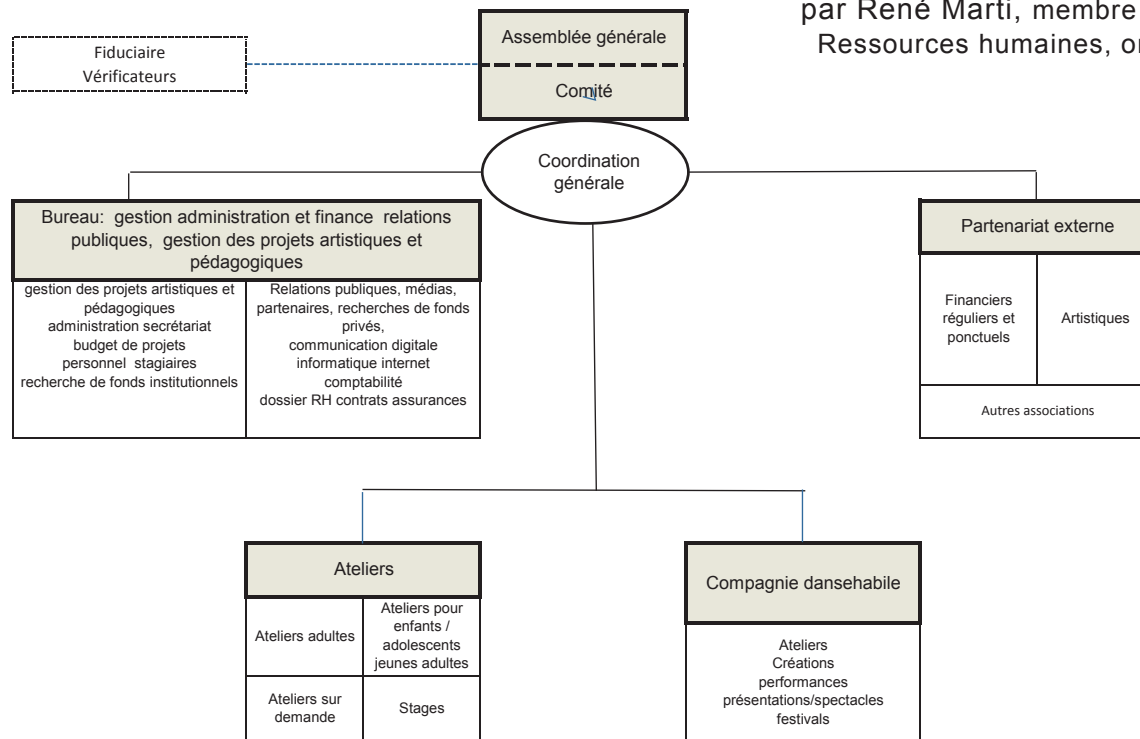 par René Marti, membre
Ressources humaines, or
Assemblée générale
Comité
Fiduciaire
Vérificateurs
Coordination
générale
Bureau: gestion administration et finance relations
publiques, gestion des projets artistiques et
pédagogiques
gestion des projets artistiques et
pédagogiques
administration secrétariat
budget de projets
personnel stagiaires
recherche de fonds institutionnels
Relations publiques, médias,
partenaires, recherches de fonds
privés,
communication digitale
informatique internet
comptabilité
dossier RH contrats assurances
Partenariat externe
Financiers
réguliers et
ponctuels
Artistiques
Autres associations
Ateliers
Ateliers adultes
Ateliers pour
enfants /
adolescents
jeunes adultes
Ateliers sur
demande
Stages
Compagnie dansehabile
Ateliers
Créations
performances
présentations/spectacles
festivals